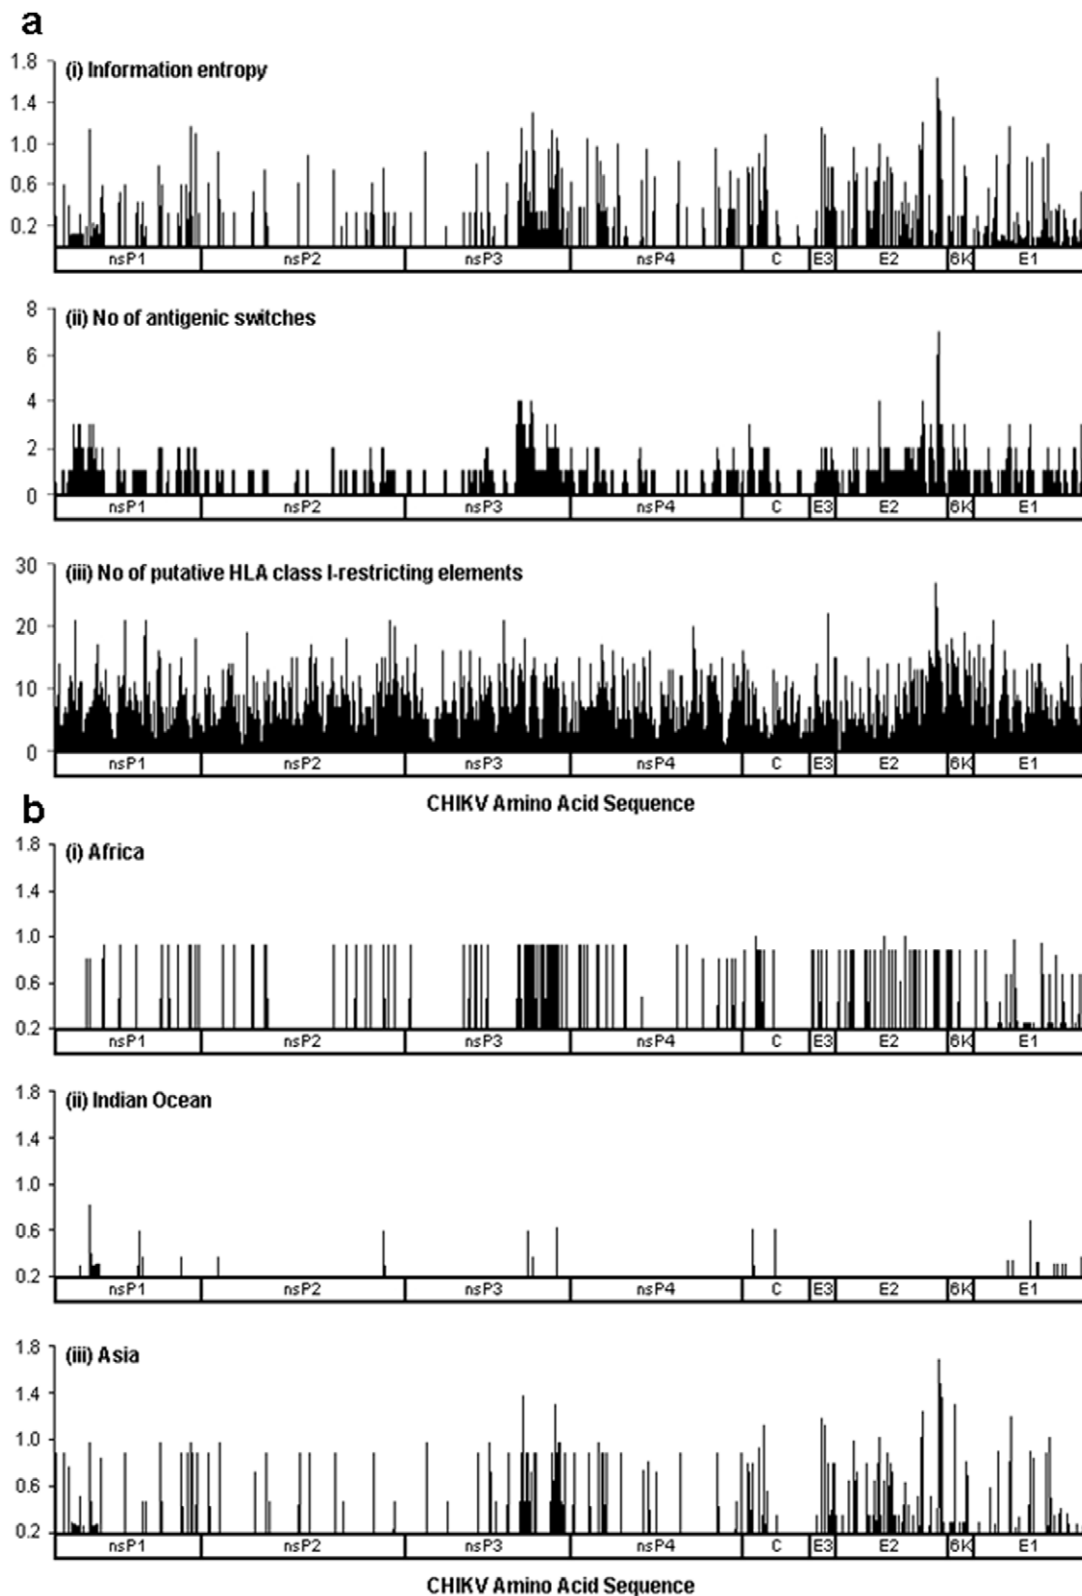 a
(i) Information entropy
1.8
1.4
1.0
0.6
0.2
nsP1 nsP2 nsP3 nsP4 C E3 E2 6K E1
(ii) No of antigenic switches
8
6
4
2
0
nsP1 nsP2 nsP3 nsP4 C E3 E2 6K E1
(iii) No of putative HLA class I-restricting elements
30
20
10
0
nsP1 nsP2 nsP3 nsP4 C E3 E2 6K E1
CHIKV Amino Acid Sequence
b
(i) Africa
1.8
1.4
1.0
0.6
0.2
nsP1 nsP2 nsP3 nsP4 C E3 E2 6K E1
(ii) Indian Ocean
1.8
1.4
1.0
0.6
0.2
nsP1 nsP2 nsP3 nsP4 C E3 E2 6K E1
(iii) Asia
1.8
1.4
1.0
0.6
0.2
nsP1 nsP2 nsP3 nsP4 C E3 E2 6K E1
CHIKV Amino Acid Sequence